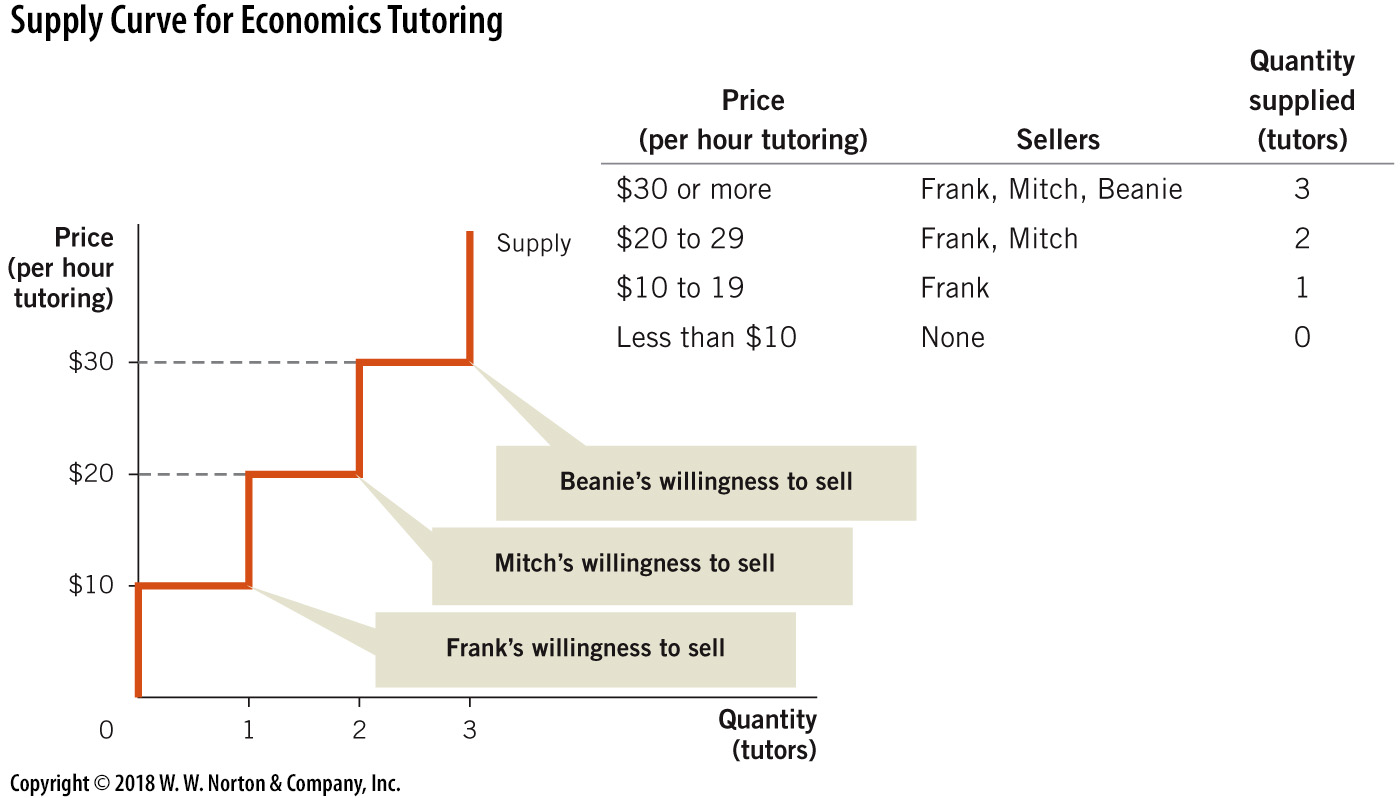 Supply Curve for Economics Tutoring
Quantity
supplied
(tutors)
Price
(per hour tutoring)
Sellers
$30 or more Frank, Mitch, Beanie 3
$20 to 29 Frank, Mitch 2
$10 to 19 Frank 1
Less than $10 None 0
Price
(per hour
tutoring)
Supply
$30
$20
$10
Beanie’s willingness to sell
Mitch’s willingness to sell
Frank’s willingness to sell
0 1 2 3
Quantity
(tutors)
Copyright © 2018 W. W. Norton & Company, Inc.